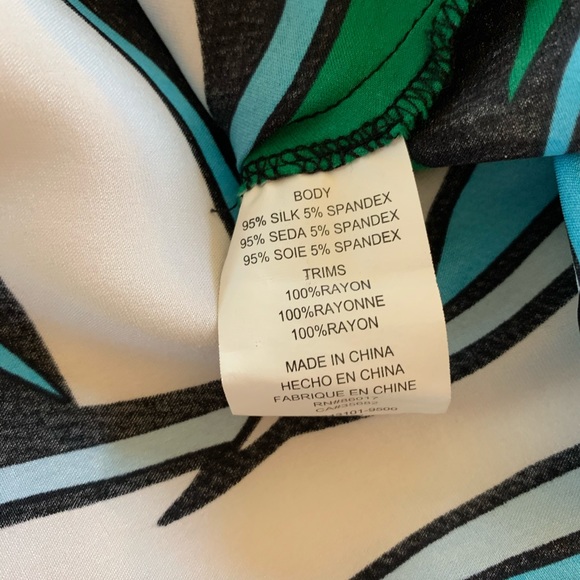 BODY
95% SILK 5% SPANDEX
95% SEDA 5% SPANDEX
95% SOIE 5% SPANDEX
TRIMS
100%RAYON
100%RAYONNE
100%RAYON
MADE IN CHINA
HECHO EN CHINA
FABRIQUE EN CHINE